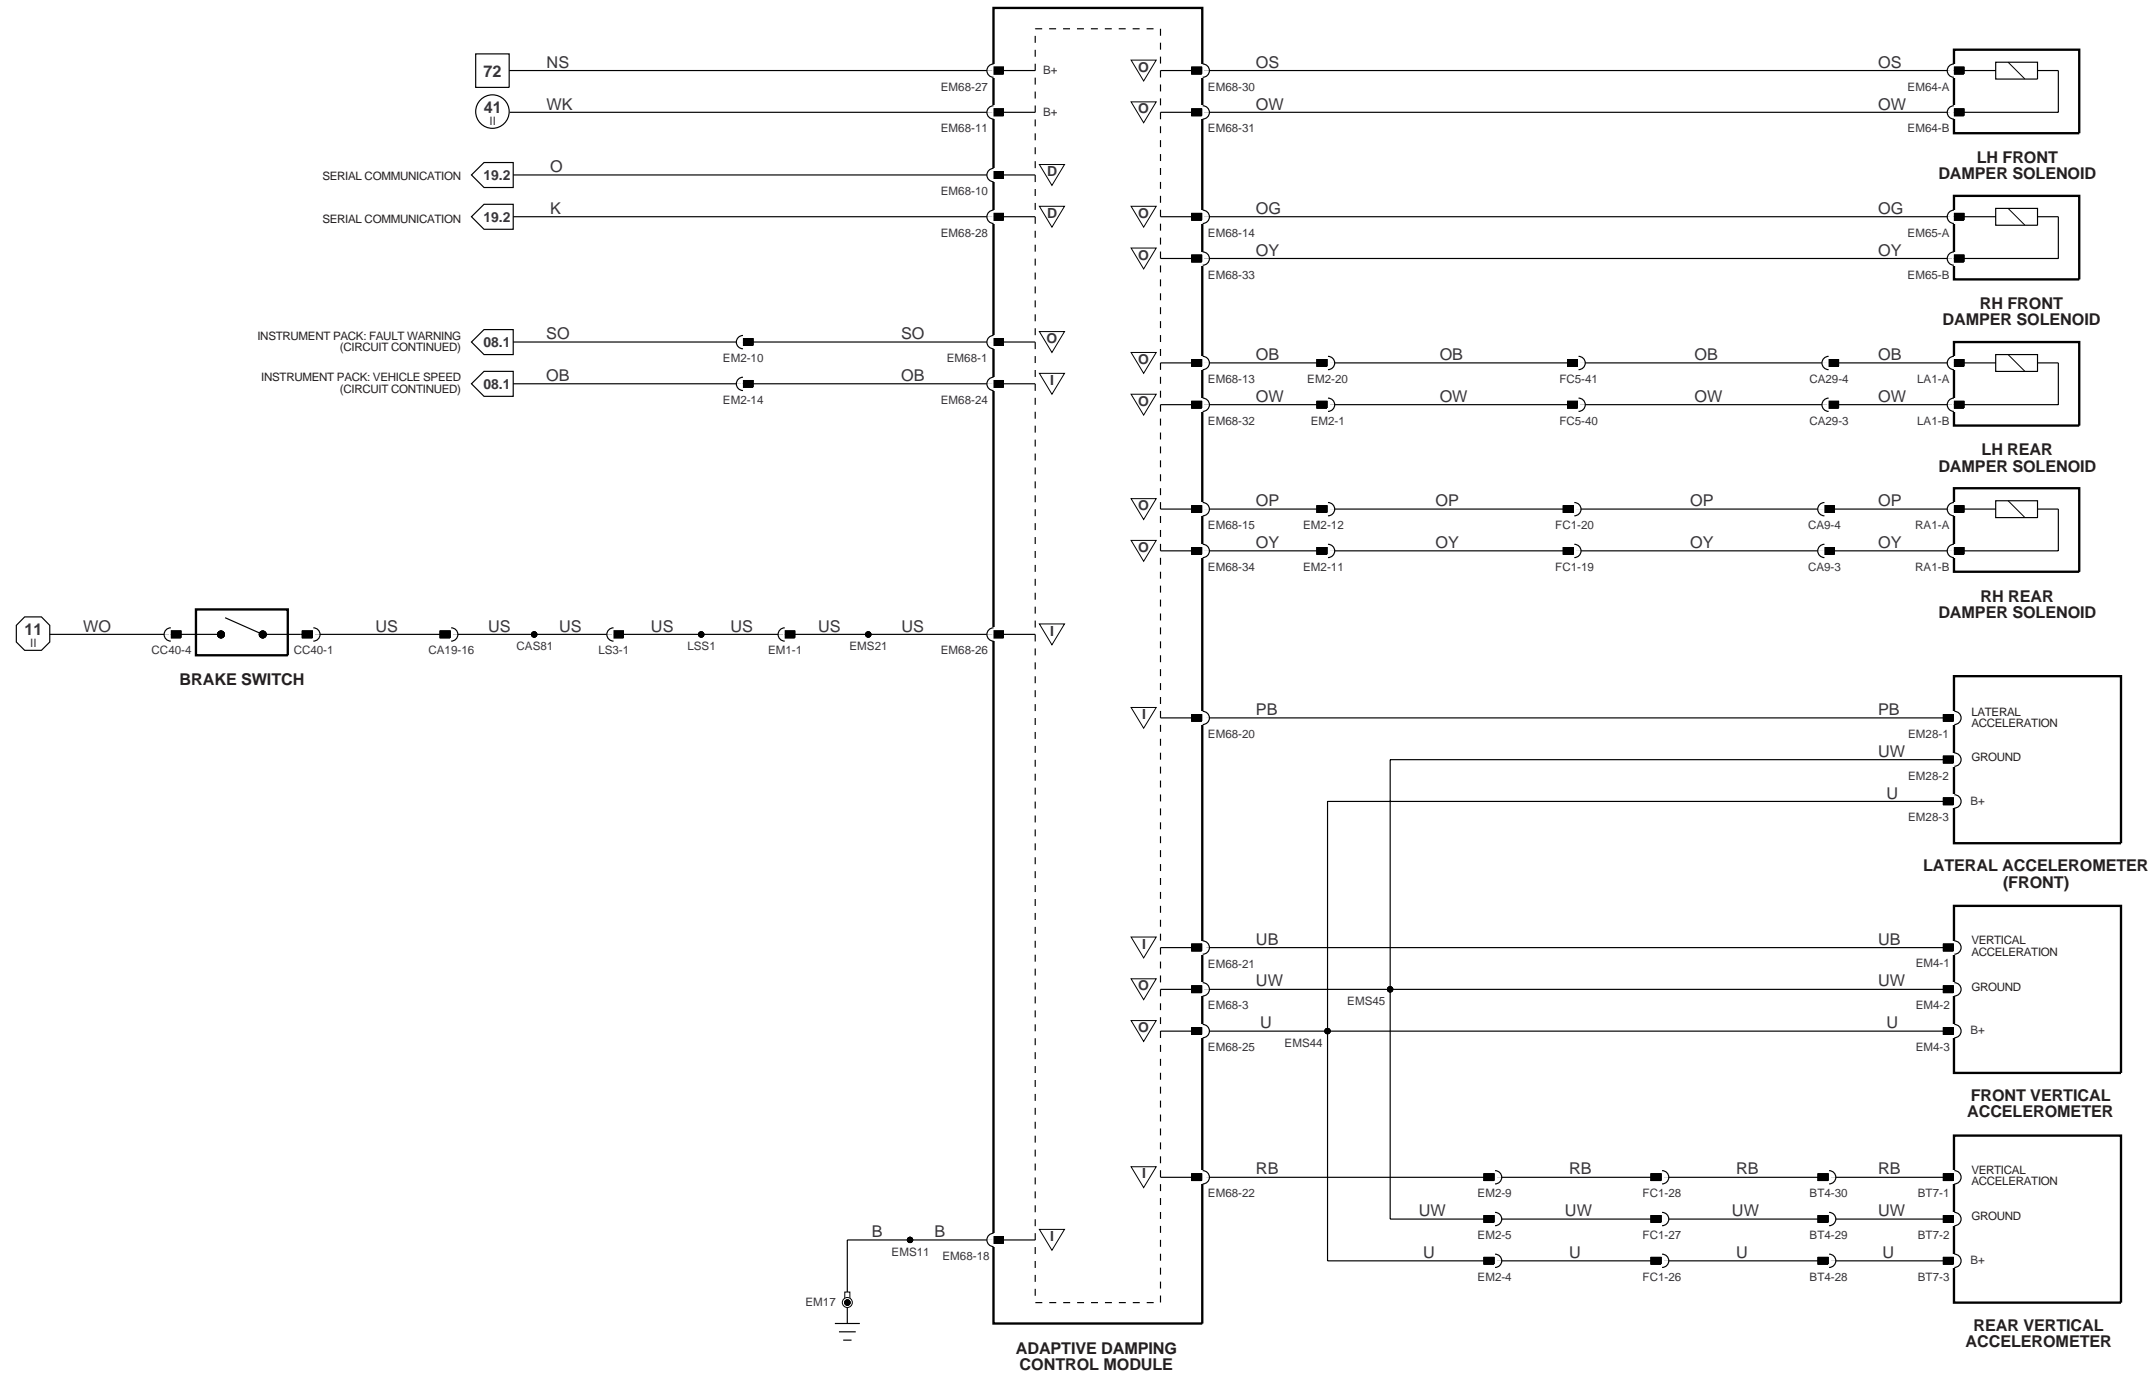 72 NS EM68-27 B+
41 II WK EM68-11 B+
SERIAL COMMUNICATION 19.2 O EM68-10 D
SERIAL COMMUNICATION 19.2 K EM68-28 D
INSTRUMENT PACK: FAULT WARNING
(CIRCUIT CONTINUED)
08.1 SO EM2-10 SO EM68-1 O
INSTRUMENT PACK: VEHICLE SPEED
(CIRCUIT CONTINUED)
08.1 OB EM2-14 OB EM68-24 I
11 II WO CC40-4 CC40-1 US CA19-16 US CAS81 US LS3-1 US LSS1 US EM1-1 US EMS21 US EM68-26 I
BRAKE SWITCH
B EMS11 B EM68-18 I
EM17
ADAPTIVE DAMPING
CONTROL MODULE
O EM68-30 OS OS EM64-A
O EM68-31 OW OW EM64-B
LH FRONT
DAMPER SOLENOID
O EM68-14 OG OG EM65-A
O EM68-33 OY OY EM65-B
RH FRONT
DAMPER SOLENOID
O EM68-13 OB EM2-20 OB FC5-41 OB CA29-4 OB LA1-A
O EM68-32 OW EM2-1 OW FC5-40 OW CA29-3 OW LA1-B
LH REAR
DAMPER SOLENOID
O EM68-15 OP EM2-12 OP FC1-20 OP CA9-4 OP RA1-A
O EM68-34 OY EM2-11 OY FC1-19 OY CA9-3 OY RA1-B
RH REAR
DAMPER SOLENOID
I EM68-20 PB PB EM28-1 LATERAL
ACCELERATION
UW EM28-2 GROUND
U EM28-3 B+
LATERAL ACCELEROMETER
(FRONT)
I EM68-21 UB UB EM4-1 VERTICAL
ACCELERATION
O EM68-3 UW EMS45 UW EM4-2 GROUND
O EM68-25 U EMS44 U EM4-3 B+
FRONT VERTICAL
ACCELEROMETER
I EM68-22 RB EM2-9 RB FC1-28 RB BT4-30 RB BT7-1 VERTICAL
ACCELERATION
UW EM2-5 UW FC1-27 UW BT4-29 UW BT7-2 GROUND
U EM2-4 U FC1-26 U BT4-28 U BT7-3 B+
REAR VERTICAL
ACCELEROMETER